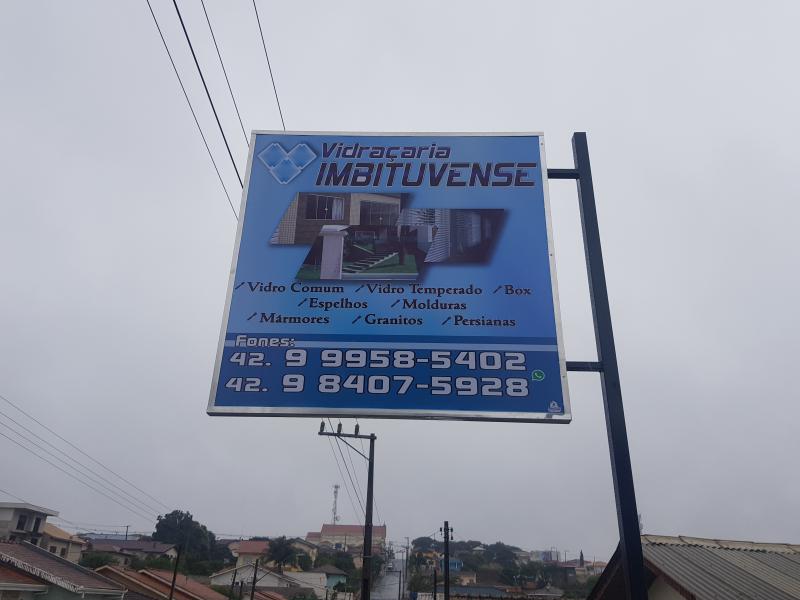 Vidraçaria
IMBITUVENSE
Vidro Comum Vidro Temperado Box
Espelhos Molduras
Mármores Granitos Persianas
Fones:
42. 9 9958-5402
42. 9 8407-5928